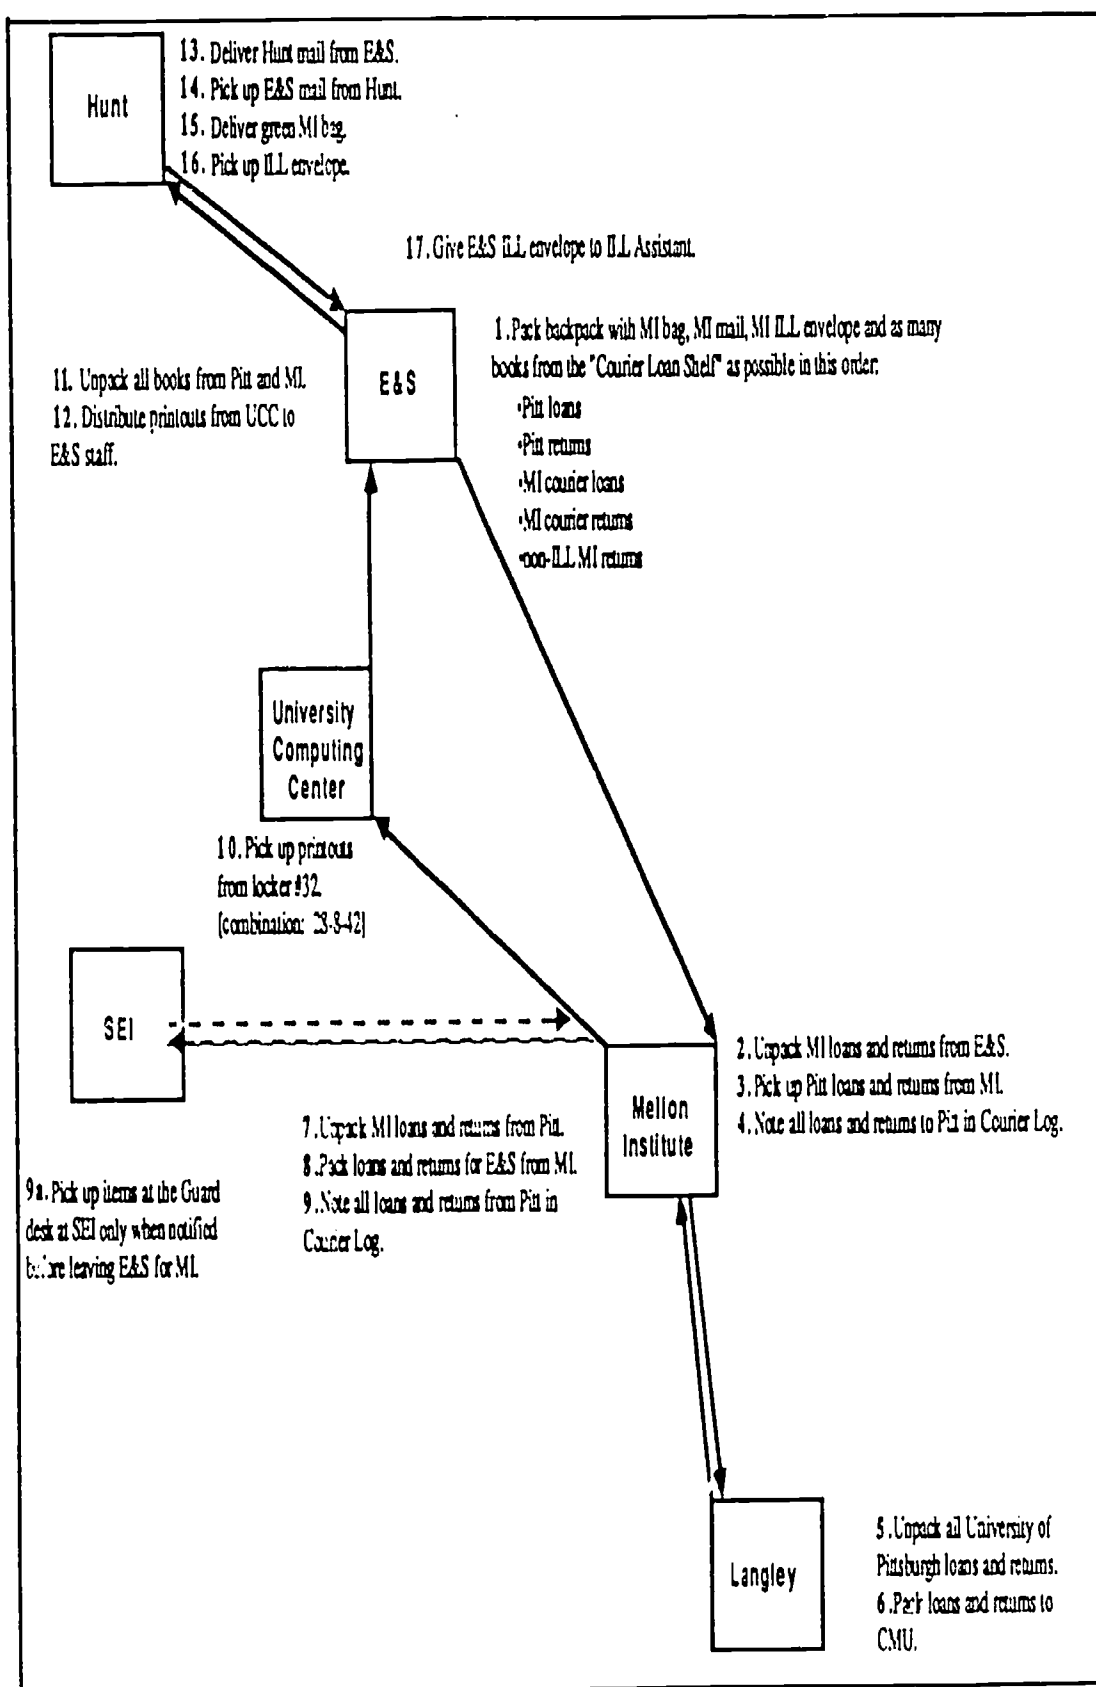 Hunt
13. Deliver Hunt mail from E&S.
14. Pick up E&S mail from Hunt.
15. Deliver green MI bag.
16. Pick up ILL envelope.
17. Give E&S ILL envelope to ILL Assistant.
E&S
1. Pack backpack with MI bag, MI mail, MI ILL envelope and as many
books from the "Courier Loan Shelf" as possible in this order:
•Pitt loans
•Pitt returns
•MI courier loans
•MI courier returns
•non-ILL MI returns
11. Unpack all books from Pitt and MI.
12. Distribute printouts from UCC to
E&S staff.
University
Computing
Center
10. Pick up printouts
from locker #32.
[combination: 28-8-42]
SEI
Mellon
Institute
2. Unpack MI loans and returns from E&S.
3. Pick up Pitt loans and returns from MI.
4. Note all loans and returns to Pitt in Courier Log.
7. Unpack MI loans and returns from Pitt.
8. Pack loans and returns for E&S from MI.
9. Note all loans and returns from Pitt in
Courier Log.
9a. Pick up items at the Guard
desk at SEI only when notified
before leaving E&S for MI.
Langley
5. Unpack all University of
Pittsburgh loans and returns.
6. Pack loans and returns to
CMU.